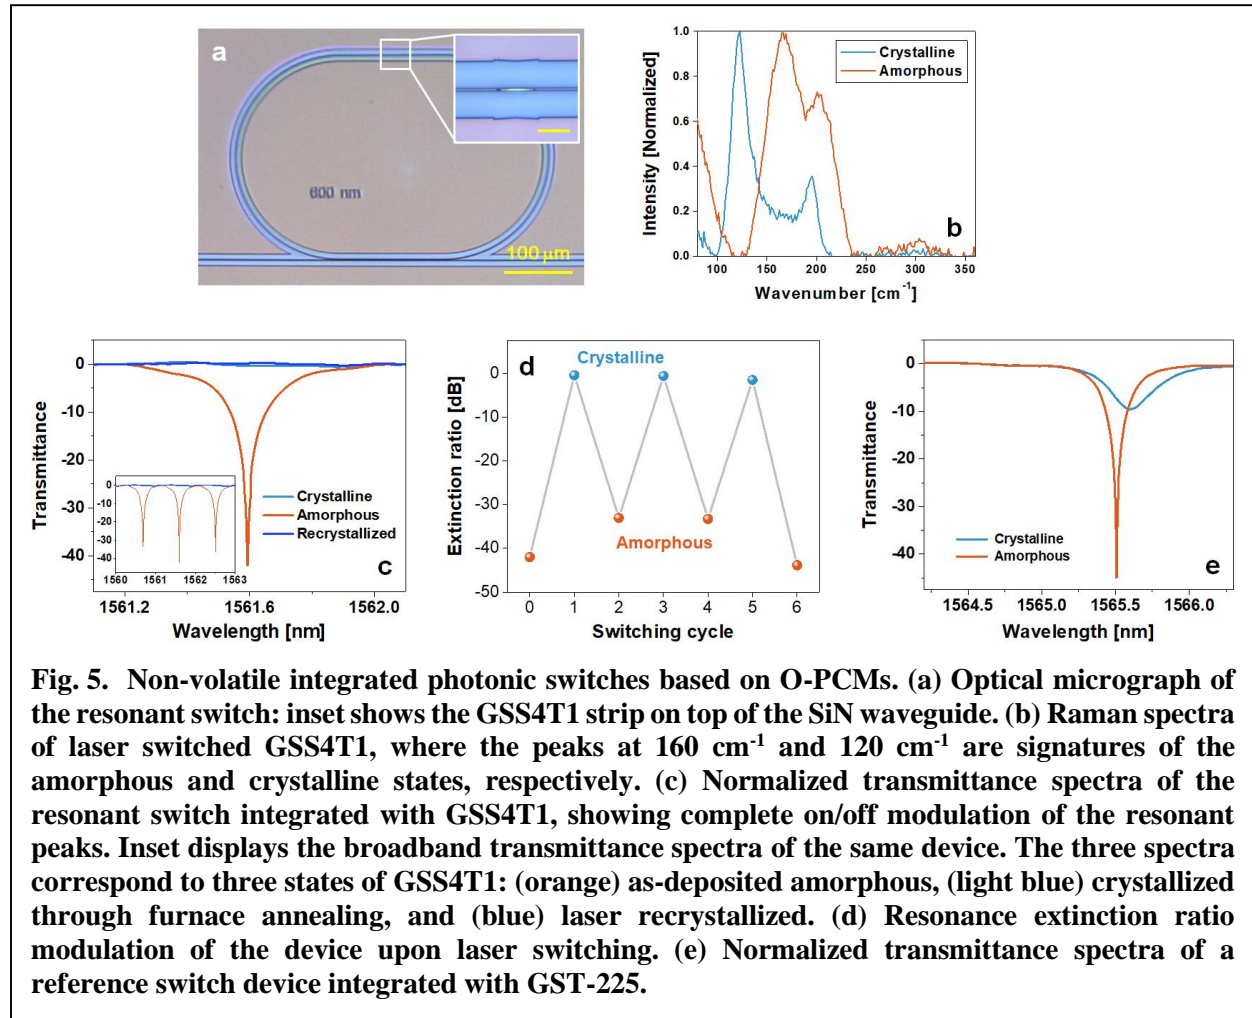 a
600 nm
100 μm
1.0
0.8
0.6
0.4
0.2
0.0
Intensity [Normalized]
Crystalline
Amorphous
b
100 150 200 250 300 350
Wavenumber [cm-1]
0
-10
-20
-30
-40
Transmittance
0
-10
-20
-30
-40
1560 1561 1562 1563
Crystalline
Amorphous
Recrystallized
c
1561.2 1561.6 1562.0
Wavelength [nm]
d
Crystalline
0
-10
-20
-30
-40
-50
Extinction ratio [dB]
Amorphous
0 1 2 3 4 5 6
Switching cycle
0
-10
-20
-30
-40
Transmittance
Crystalline
Amorphous
e
1564.5 1565.0 1565.5 1566.0
Wavelength [nm]
Fig. 5. Non-volatile integrated photonic switches based on O-PCMs. (a) Optical micrograph of
the resonant switch: inset shows the GSS4T1 strip on top of the SiN waveguide. (b) Raman spectra
of laser switched GSS4T1, where the peaks at 160 cm-1 and 120 cm-1 are signatures of the
amorphous and crystalline states, respectively. (c) Normalized transmittance spectra of the
resonant switch integrated with GSS4T1, showing complete on/off modulation of the resonant
peaks. Inset displays the broadband transmittance spectra of the same device. The three spectra
correspond to three states of GSS4T1: (orange) as-deposited amorphous, (light blue) crystallized
through furnace annealing, and (blue) laser recrystallized. (d) Resonance extinction ratio
modulation of the device upon laser switching. (e) Normalized transmittance spectra of a
reference switch device integrated with GST-225.